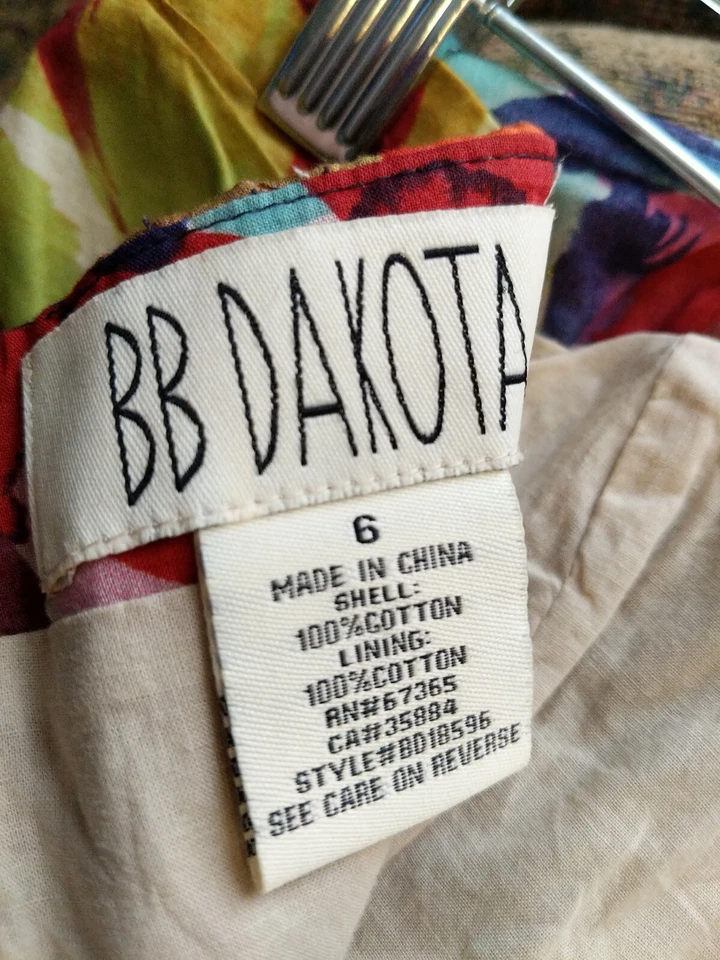 BB DAKOTA
6
MADE IN CHINA
SHELL:
100%COTTON
LINING:
100%COTTON
RN#67365
CA#35884
STYLE#BD18596
SEE CARE ON REVERSE